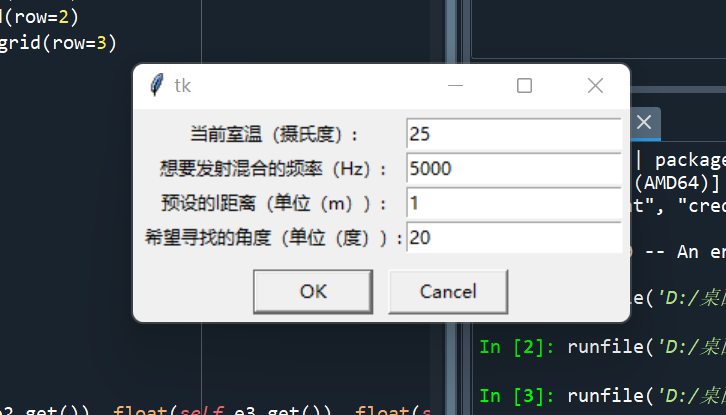 (row=2)
grid(row=3)
tk
当前室温（摄氏度）: 25
想要发射混合的频率（Hz）: 5000
预设的l距离（单位（m））: 1
希望寻找的角度（单位（度））: 20
OK Cancel
| package
(AMD64)]
", "cred
) -- An en
le('D:/桌
In [2]: runfile('D:/桌
In [3]: runfile('D:/桌
e2.get()), float(self.e3.get()), float(s